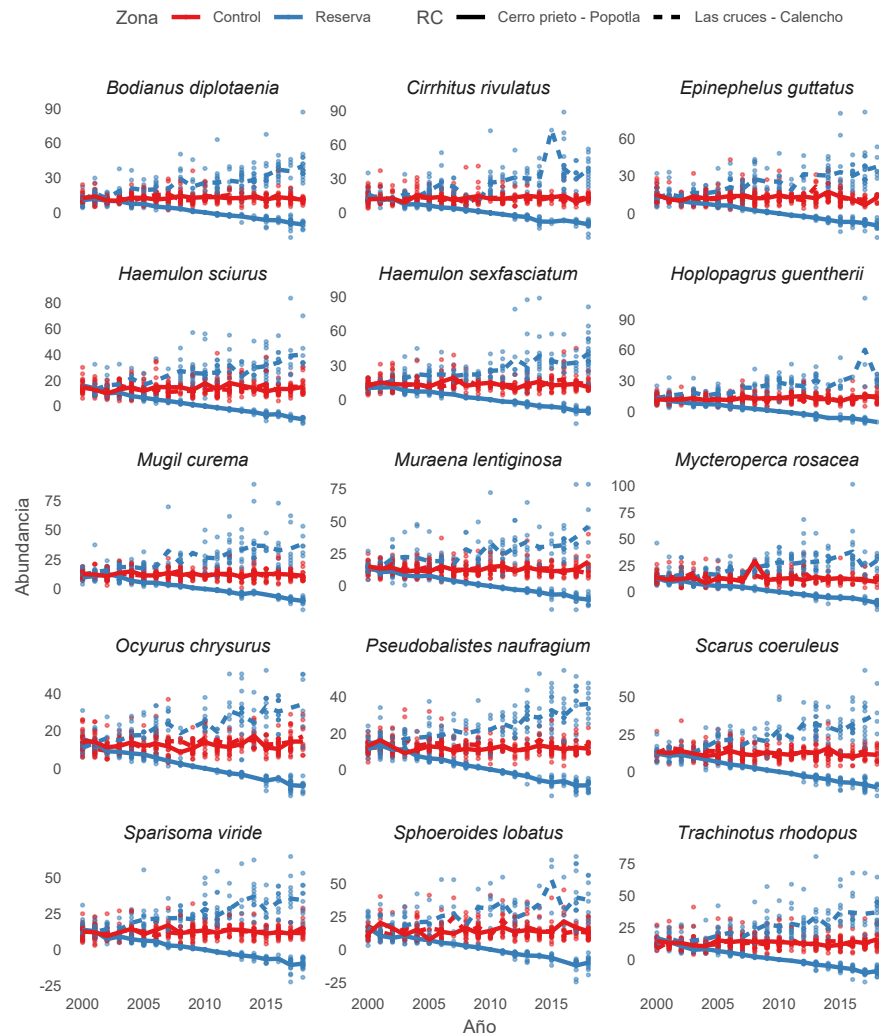 Zona Control Reserva RC Cerro prieto - Popotla Las cruces - Calencho
Bodianus diplotaenia Cirrhitus rivulatus Epinephelus guttatus
90 60 30 0
90 60 30 0
60 30 0
Haemulon sciurus Haemulon sexfasciatum Hoplopagrus guentherii
80 60 40 20 0
90 60 30 0
90 60 30 0
Mugil curema Muraena lentiginosa Mycteroperca rosacea
75 50 25 0
75 50 25 0
100 75 50 25 0
Abundancia
Ocyurus chrysurus Pseudobalistes naufragium Scarus coeruleus
40 20 0
40 20 0
50 25 0
Sparisoma viride Sphoeroides lobatus Trachinotus rhodopus
50 25 0 -25
50 25 0 -25
75 50 25 0
2000 2005 2010 2015 2000 2005 2010 2015 2000 2005 2010 2015
Año